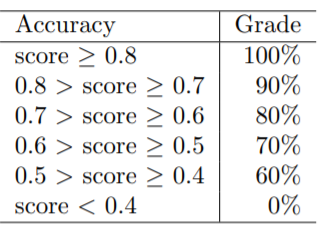 Accuracy Grade
score ≥ 0.8 100%
0.8 > score ≥ 0.7 90%
0.7 > score ≥ 0.6 80%
0.6 > score ≥ 0.5 70%
0.5 > score ≥ 0.4 60%
score < 0.4 0%